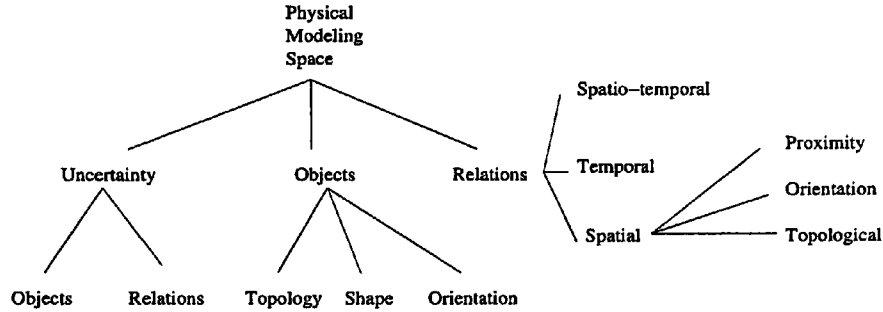 Physical
Modeling
Space
Spatio-temporal
Proximity
Uncertainty
Objects
Relations
Temporal
Orientation
Spatial
Topological
Objects
Relations
Topology
Shape
Orientation